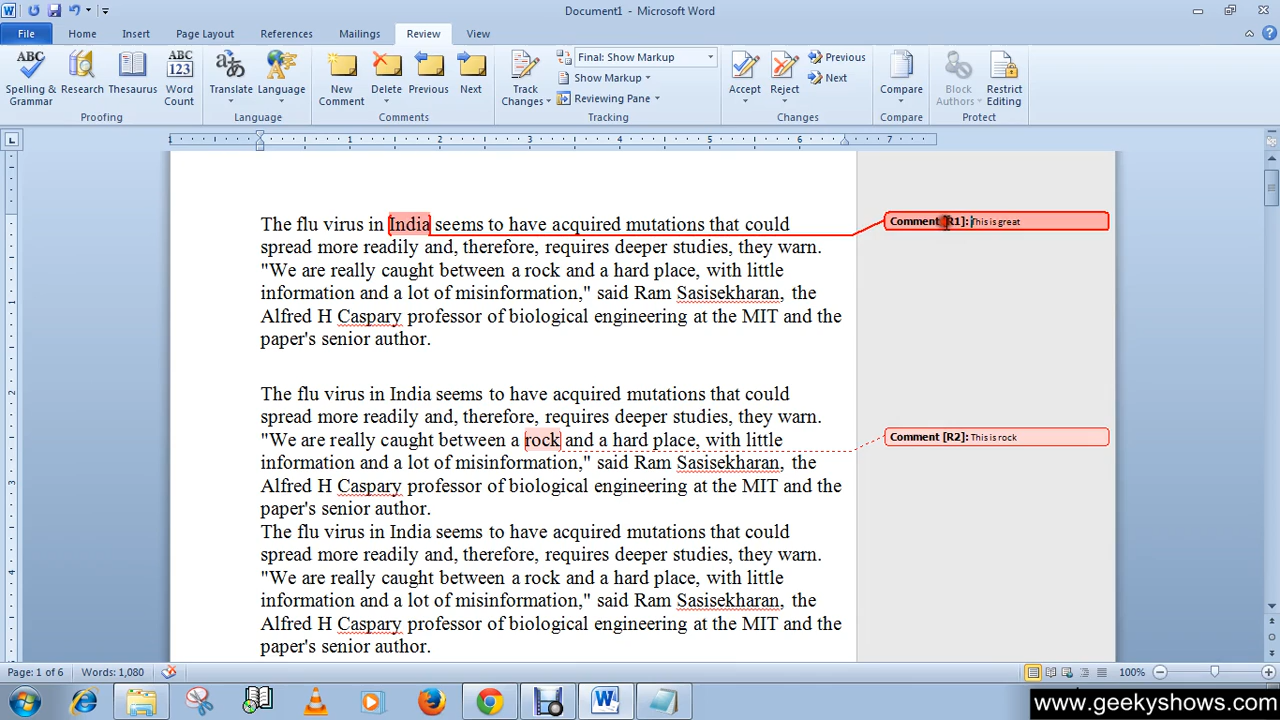 Document1 - Microsoft Word
File Home Insert Page Layout References Mailings Review View
Spelling & Grammar
Research
Thesaurus
Word Count
Translate
Language
New Comment
Delete
Previous
Next
Track Changes
Final: Show Markup
Show Markup
Reviewing Pane
Accept
Reject
Previous
Next
Compare
Block Authors
Restrict Editing
Proofing Language Comments Tracking Changes Compare Protect
1 1 2 3 4 5 6 7
The flu virus in India seems to have acquired mutations that could
spread more readily and, therefore, requires deeper studies, they warn.
"We are really caught between a rock and a hard place, with little
information and a lot of misinformation," said Ram Sasisekharan, the
Alfred H Caspary professor of biological engineering at the MIT and the
paper's senior author.
Comment [R1]: This is great
The flu virus in India seems to have acquired mutations that could
spread more readily and, therefore, requires deeper studies, they warn.
"We are really caught between a rock and a hard place, with little
information and a lot of misinformation," said Ram Sasisekharan, the
Alfred H Caspary professor of biological engineering at the MIT and the
paper's senior author.
Comment [R2]: This is rock
The flu virus in India seems to have acquired mutations that could
spread more readily and, therefore, requires deeper studies, they warn.
"We are really caught between a rock and a hard place, with little
information and a lot of misinformation," said Ram Sasisekharan, the
Alfred H Caspary professor of biological engineering at the MIT and the
paper's senior author.
Page: 1 of 6 Words: 1,080 100%
www.geekyshows.com